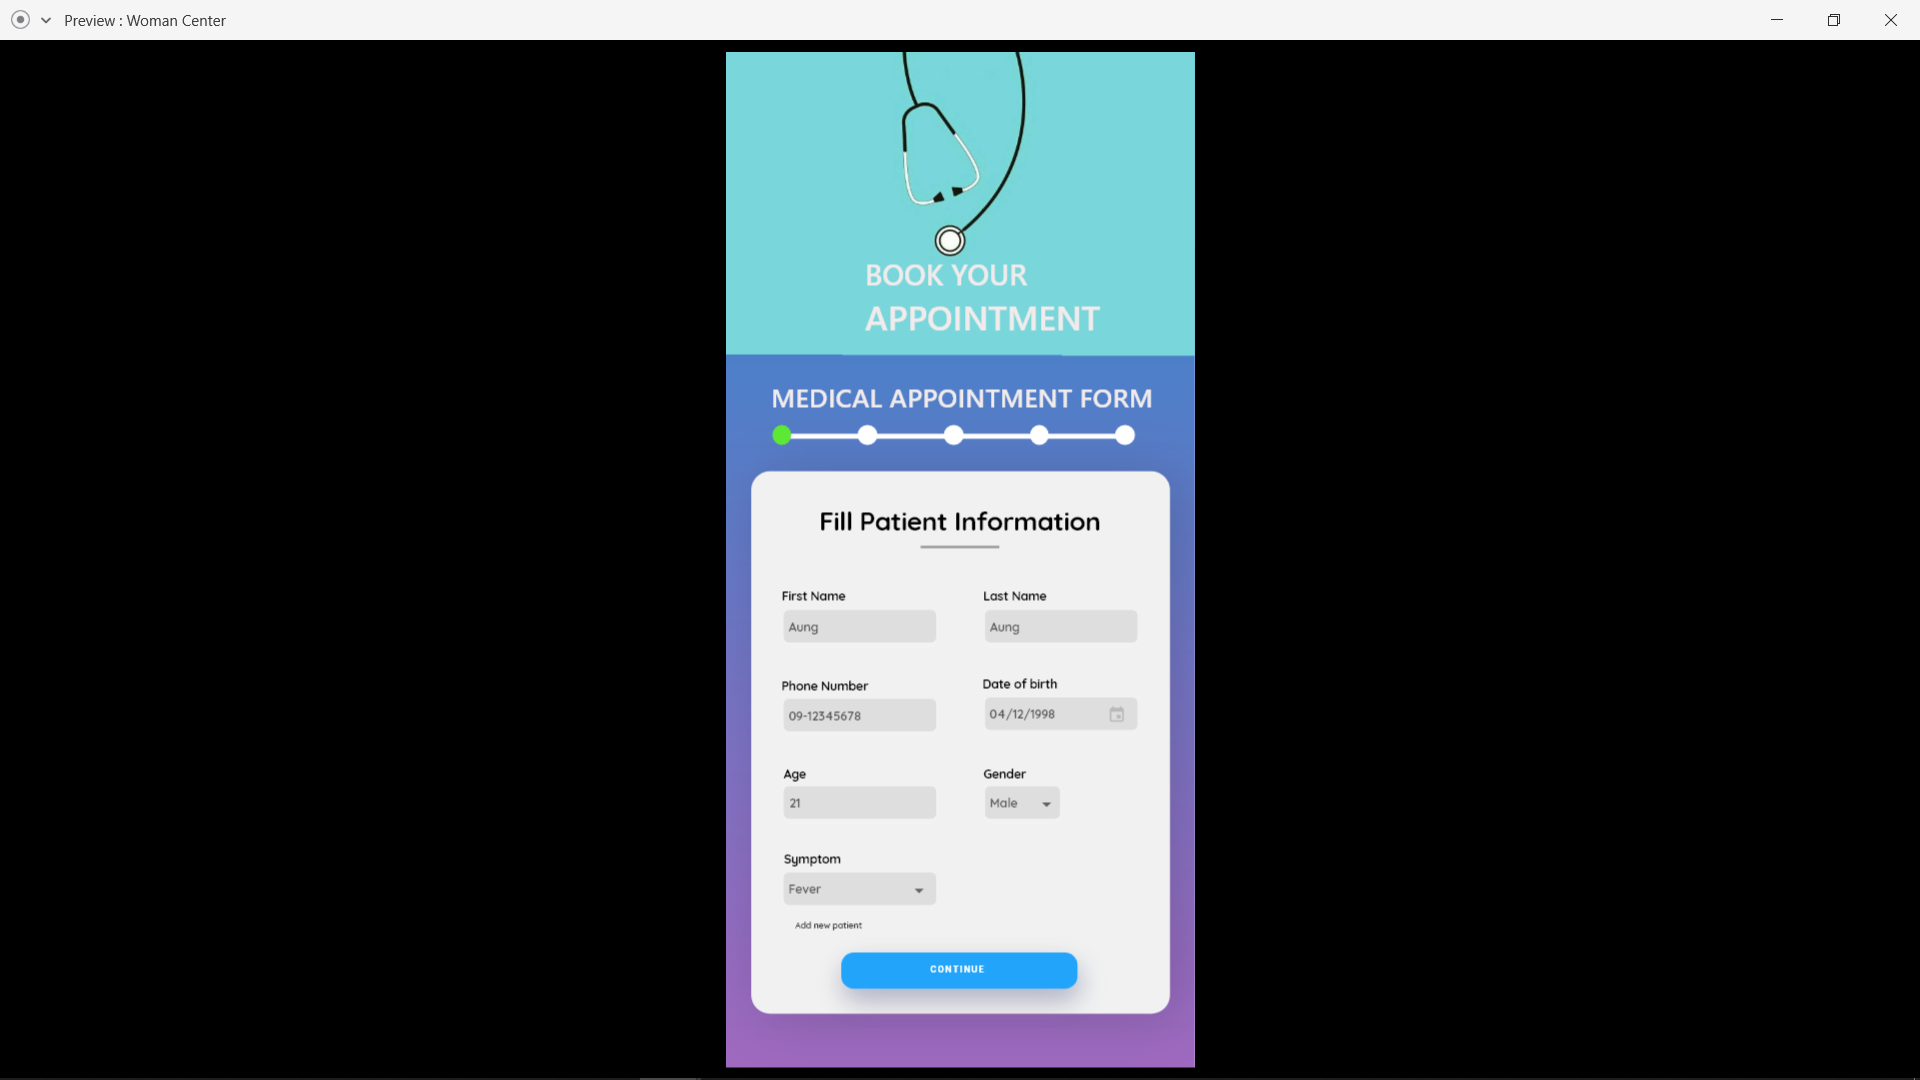 Preview : Woman Center
BOOK YOUR
APPOINTMENT
MEDICAL APPOINTMENT FORM
Fill Patient Information
First Name
Last Name
Aung
Aung
Phone Number
Date of birth
09-12345678
04/12/1998
Age
Gender
21
Male
Symptom
Fever
Add new patient
CONTINUE